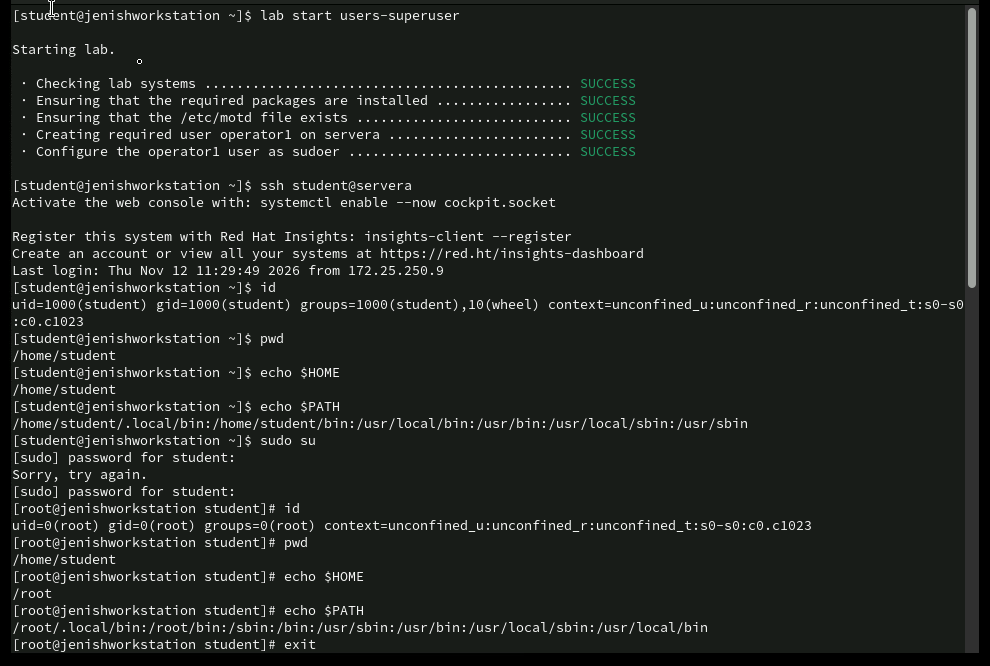 [student@jenishworkstation ~]$ lab start users-superuser
Starting lab.
· Checking lab systems .............................................. SUCCESS
· Ensuring that the required packages are installed ................. SUCCESS
· Ensuring that the /etc/motd file exists ........................... SUCCESS
· Creating required user operator1 on servera ....................... SUCCESS
· Configure the operator1 user as sudoer ............................ SUCCESS
[student@jenishworkstation ~]$ ssh student@servera
Activate the web console with: systemctl enable --now cockpit.socket
Register this system with Red Hat Insights: insights-client --register
Create an account or view all your systems at https://red.ht/insights-dashboard
Last login: Thu Nov 12 11:29:49 2026 from 172.25.250.9
[student@jenishworkstation ~]$ id
uid=1000(student) gid=1000(student) groups=1000(student),10(wheel) context=unconfined_u:unconfined_r:unconfined_t:s0-s0
:c0.c1023
[student@jenishworkstation ~]$ pwd
/home/student
[student@jenishworkstation ~]$ echo $HOME
/home/student
[student@jenishworkstation ~]$ echo $PATH
/home/student/.local/bin:/home/student/bin:/usr/local/bin:/usr/bin:/usr/local/sbin:/usr/sbin
[student@jenishworkstation ~]$ sudo su
[sudo] password for student:
Sorry, try again.
[sudo] password for student:
[root@jenishworkstation student]# id
uid=0(root) gid=0(root) groups=0(root) context=unconfined_u:unconfined_r:unconfined_t:s0-s0:c0.c1023
[root@jenishworkstation student]# pwd
/home/student
[root@jenishworkstation student]# echo $HOME
/root
[root@jenishworkstation student]# echo $PATH
/root/.local/bin:/root/bin:/sbin:/bin:/usr/sbin:/usr/bin:/usr/local/sbin:/usr/local/bin
[root@jenishworkstation student]# exit